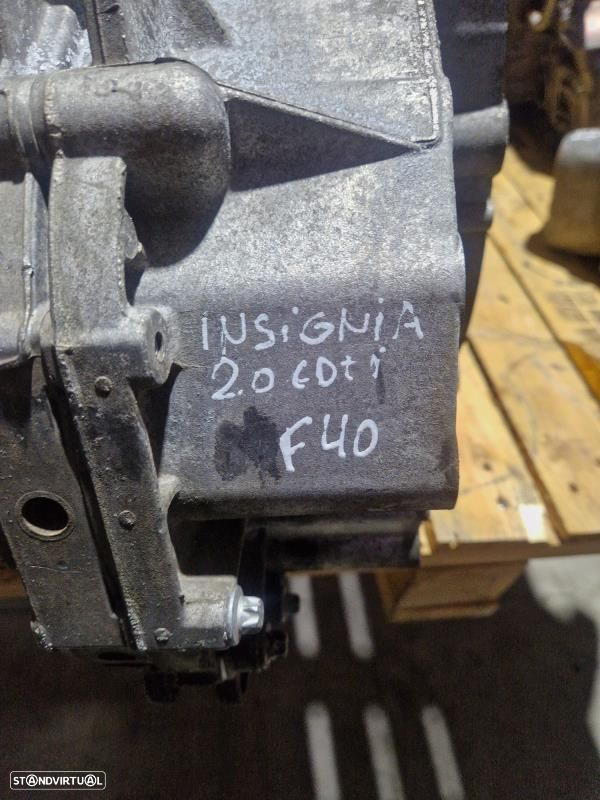 INSiGNiA
2.0 CDti
F40
STANDVIRTUAL